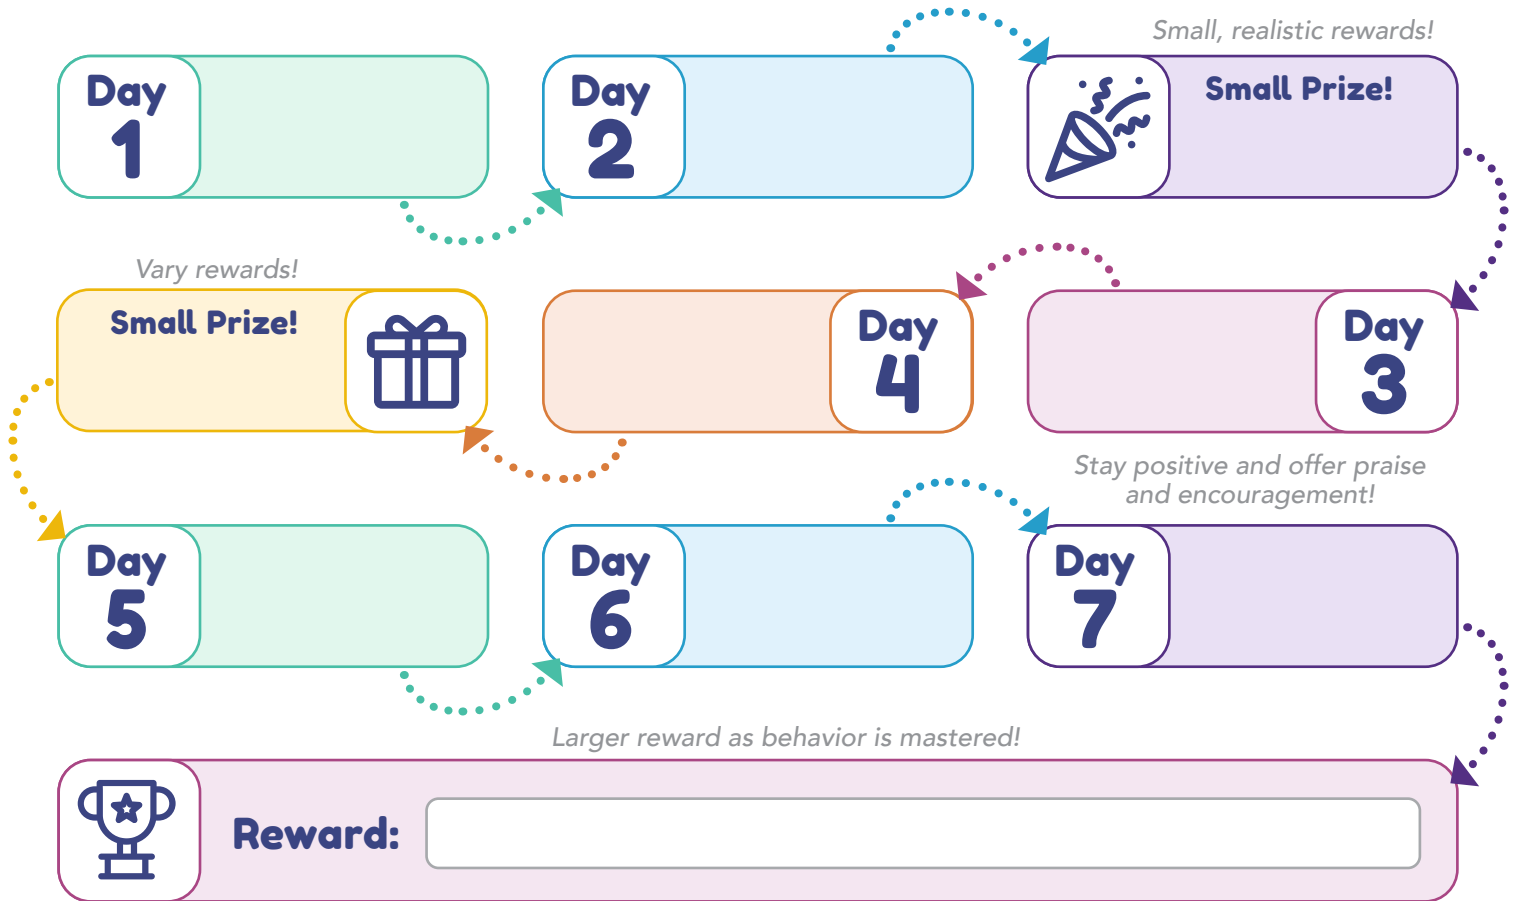 Day
1
Day
2
Small, realistic rewards!
Small Prize!
Day
3
Day
4
Vary rewards!
Small Prize!
Day
5
Day
6
Stay positive and offer praise
and encouragement!
Day
7
Larger reward as behavior is mastered!
Reward: